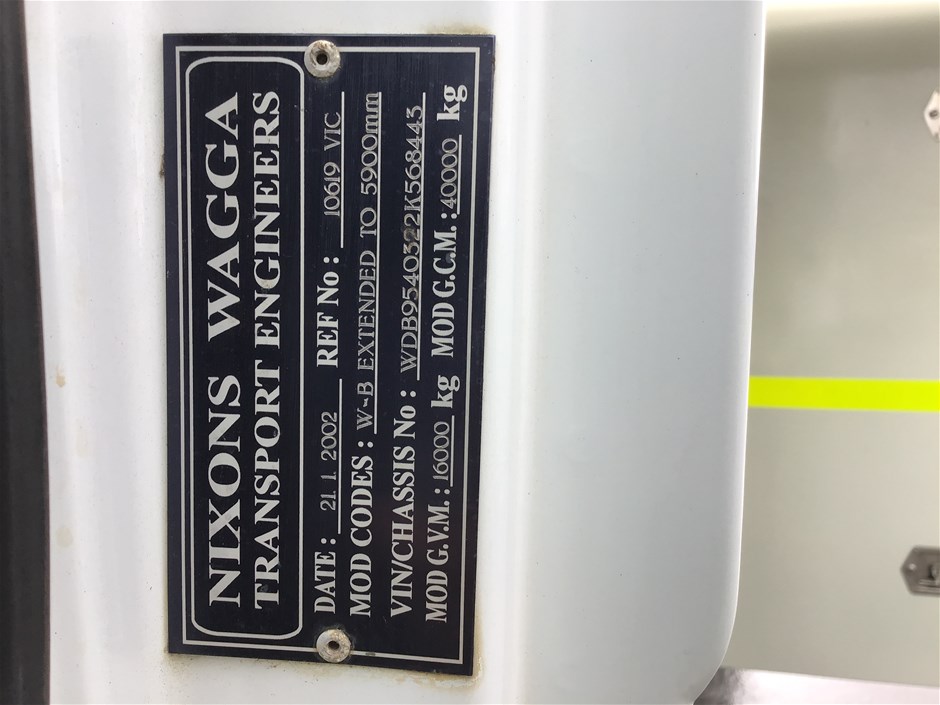 NIXONS WAGGA
TRANSPORT ENGINEERS
DATE: 21.1.2002 REF No: 10619 VIC
MOD CODES: W-B EXTENDED TO 5900mm
VIN/CHASSIS No: WDB9540322K568443
MOD G.V.M.: 16000 kg MOD G.C.M.: 40000 kg